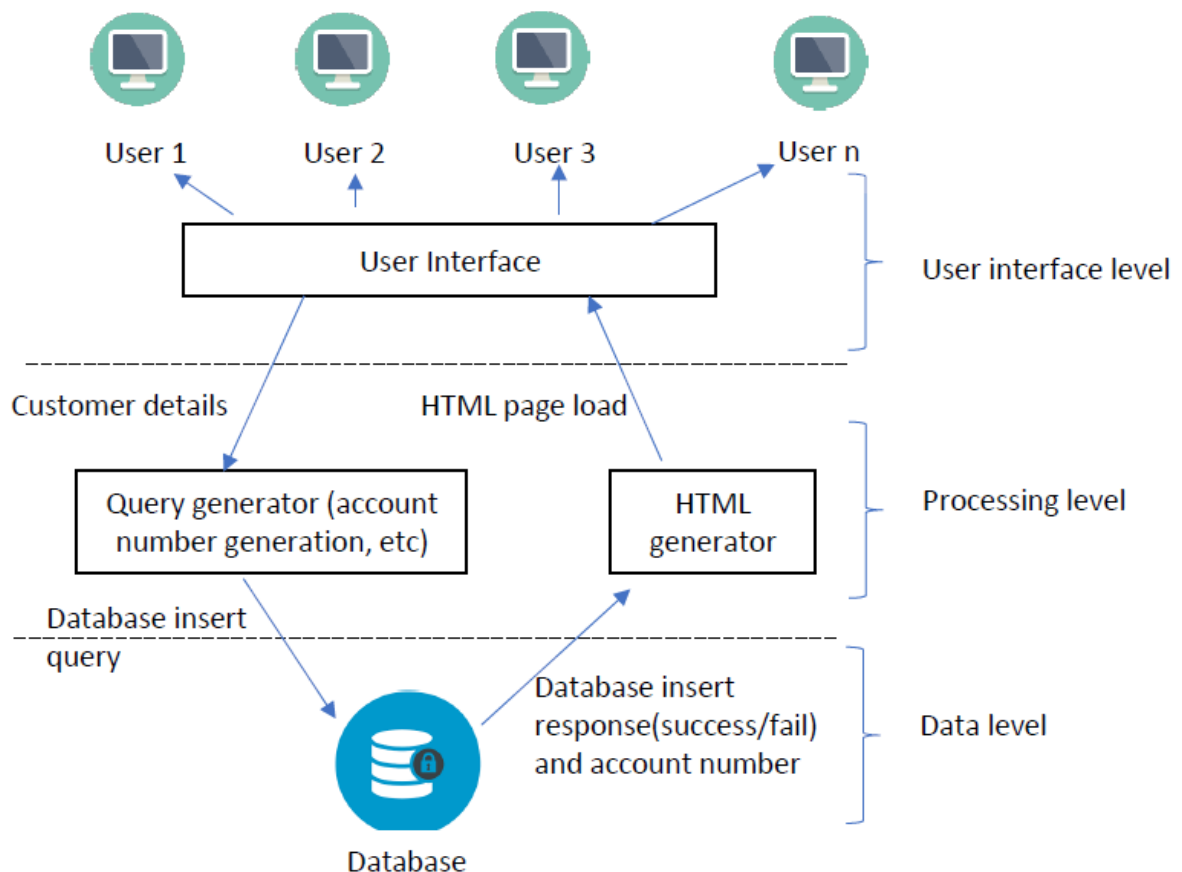 User 1
User 2
User 3
User n
User Interface
User interface level
Customer details
HTML page load
Query generator (account
number generation, etc)
HTML
generator
Processing level
Database insert
query
Database insert
response(success/fail)
and account number
Data level
Database